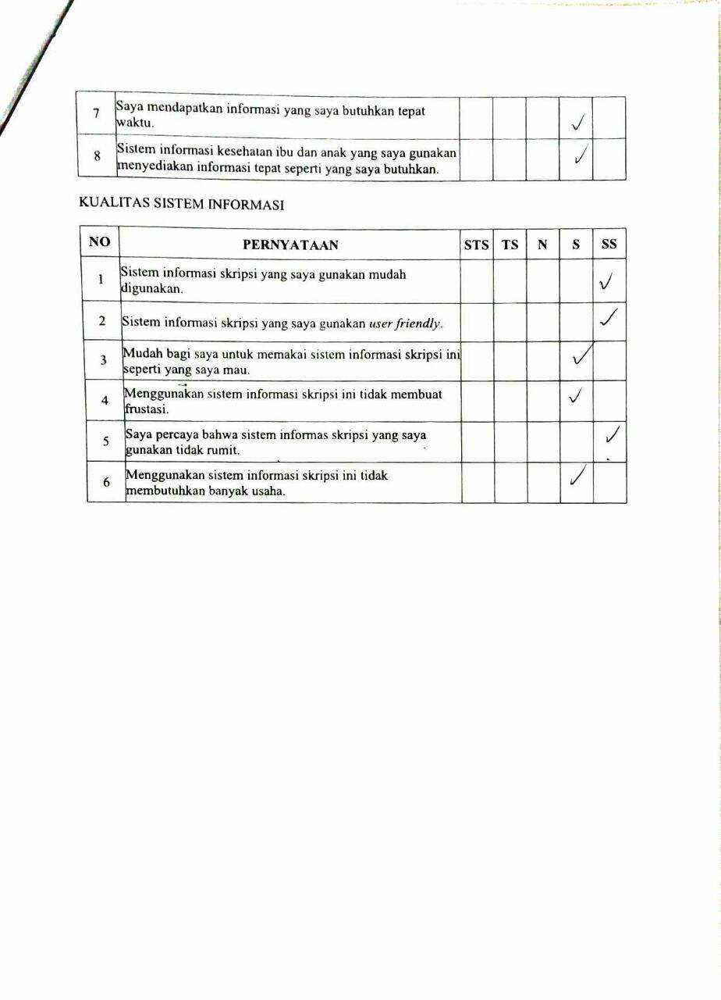 7 Saya mendapatkan informasi yang saya butuhkan tepat
waktu. ✓
8 Sistem informasi kesehatan ibu dan anak yang saya gunakan
menyediakan informasi tepat seperti yang saya butuhkan. ✓
KUALITAS SISTEM INFORMASI
NO PERNYATAAN STS TS N S SS
1 Sistem informasi skripsi yang saya gunakan mudah
digunakan. ✓
2 Sistem informasi skripsi yang saya gunakan user friendly. ✓
3 Mudah bagi saya untuk memakai sistem informasi skripsi ini
seperti yang saya mau. ✓
4 Menggunakan sistem informasi skripsi ini tidak membuat
frustasi. ✓
5 Saya percaya bahwa sistem informas skripsi yang saya
gunakan tidak rumit. ✓
6 Menggunakan sistem informasi skripsi ini tidak
membutuhkan banyak usaha. ✓